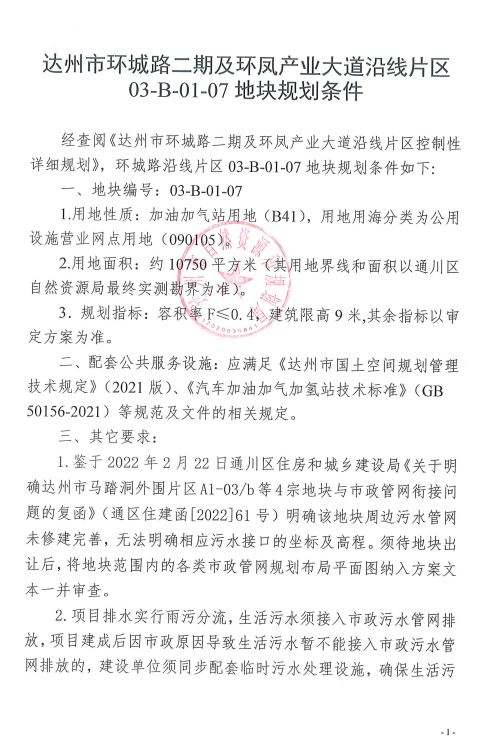 达州市环城路二期及环凤产业大道沿线片区
03-B-01-07 地块规划条件
经查阅《达州市环城路二期及环凤产业大道沿线片区控制性
详细规划》，环城路沿线片区 03-B-01-07 地块规划条件如下：
一、地块编号：03-B-01-07
1.用地性质：加油加气站用地（B41），用地用海分类为公用
设施营业网点用地（090105）。
2.用地面积：约 10750 平方米（其用地界线和面积以通川区
自然资源局最终实测勘界为准）。
3．规划指标：容积率 F≤0.4，建筑限高 9 米,其余指标以审
定方案为准。
二、配套公共服务设施：应满足《达州市国土空间规划管理
技术规定》（2021 版）、《汽车加油加气加氢站技术标准》（GB
50156-2021）等规范及文件的相关规定。
三、其它要求：
1.鉴于 2022 年 2 月 22 日通川区住房和城乡建设局《关于明
确达州市马踏洞外围片区 A1-03/b 等 4 宗地块与市政管网衔接问
题的复函》（通区住建函[2022]61 号）明确该地块周边污水管网
未修建完善，无法明确相应污水接口的坐标及高程。须待地块出
让后，将地块范围内的各类市政管网规划布局平面图纳入方案文
本一并审查。
2.项目排水实行雨污分流，生活污水须接入市政污水管网排
放，项目建成后因市政原因导致生活污水暂不能接入市政污水管
网排放的，建设单位须同步配套临时污水处理设施，确保生活污
-1-